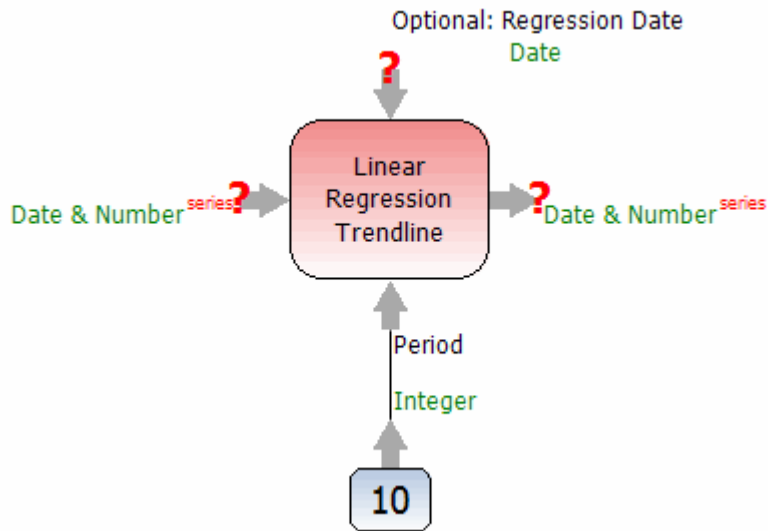 Optional: Regression Date
Date
?
Linear
Regression
Trendline
Date & Number series ?
? Date & Number series
Period
Integer
10